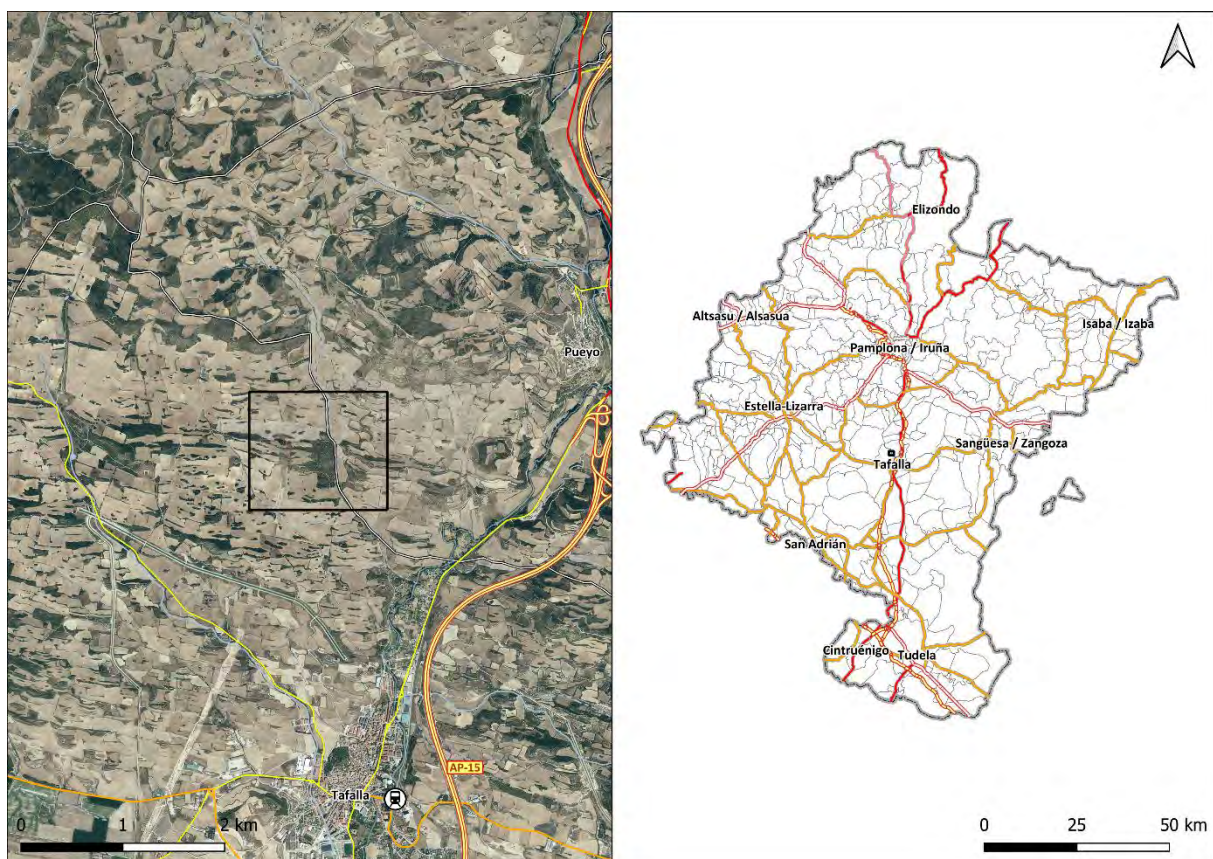 Pueyo
AP-15
Tafalla
0 1 2 km
Elizondo
Altsasu / Alsasua
Isaba / Izaba
Pamplona / Iruña
Estella-Lizarra
Sangüesa / Zangoza
Tafalla
San Adrián
Cintruénigo
Tudela
0 25 50 km